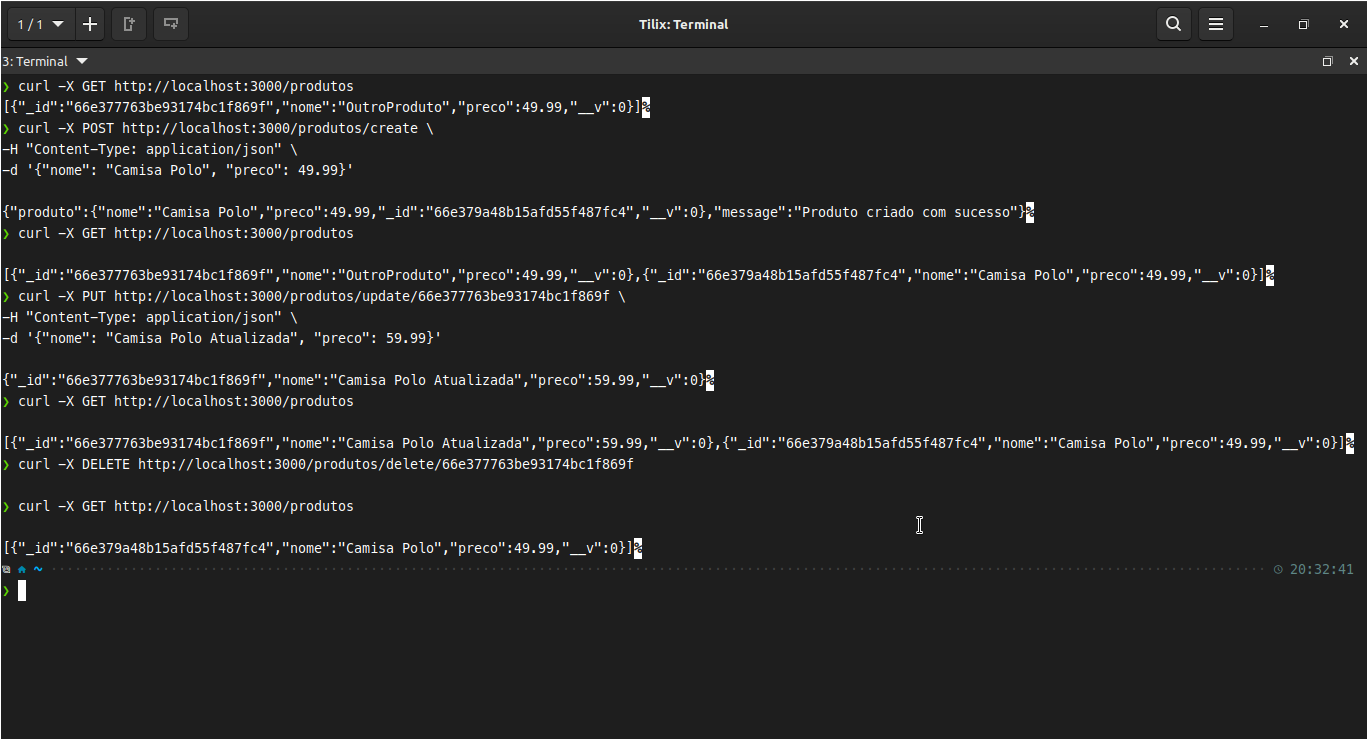 1 / 1
Tilix: Terminal
3: Terminal
❯ curl -X GET http://localhost:3000/produtos
[{"_id":"66e377763be93174bc1f869f","nome":"OutroProduto","preco":49.99,"__v":0}]%
❯ curl -X POST http://localhost:3000/produtos/create \
-H "Content-Type: application/json" \
-d '{"nome": "Camisa Polo", "preco": 49.99}'
{"produto":{"nome":"Camisa Polo","preco":49.99,"_id":"66e379a48b15afd55f487fc4","__v":0},"message":"Produto criado com sucesso"}%
❯ curl -X GET http://localhost:3000/produtos
[{"_id":"66e377763be93174bc1f869f","nome":"OutroProduto","preco":49.99,"__v":0},{"_id":"66e379a48b15afd55f487fc4","nome":"Camisa Polo","preco":49.99,"__v":0}]%
❯ curl -X PUT http://localhost:3000/produtos/update/66e377763be93174bc1f869f \
-H "Content-Type: application/json" \
-d '{"nome": "Camisa Polo Atualizada", "preco": 59.99}'
{"_id":"66e377763be93174bc1f869f","nome":"Camisa Polo Atualizada","preco":59.99,"__v":0}%
❯ curl -X GET http://localhost:3000/produtos
[{"_id":"66e377763be93174bc1f869f","nome":"Camisa Polo Atualizada","preco":59.99,"__v":0},{"_id":"66e379a48b15afd55f487fc4","nome":"Camisa Polo","preco":49.99,"__v":0}]%
❯ curl -X DELETE http://localhost:3000/produtos/delete/66e377763be93174bc1f869f
❯ curl -X GET http://localhost:3000/produtos
[{"_id":"66e379a48b15afd55f487fc4","nome":"Camisa Polo","preco":49.99,"__v":0}]%
~ 20:32:41
❯